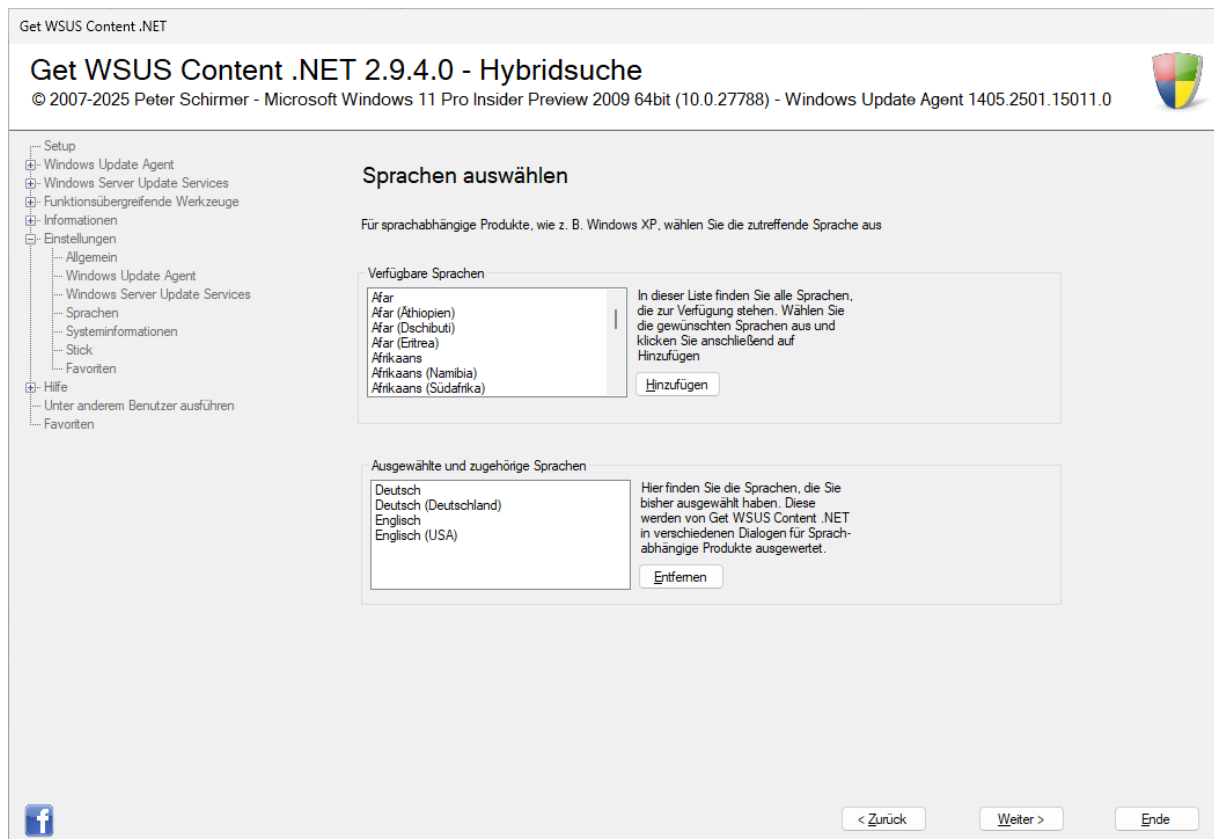 Get WSUS Content .NET
Get WSUS Content .NET 2.9.4.0 - Hybridsuche
© 2007-2025 Peter Schirmer - Microsoft Windows 11 Pro Insider Preview 2009 64bit (10.0.27788) - Windows Update Agent 1405.2501.15011.0
Setup
Windows Update Agent
Windows Server Update Services
Funktionsübergreifende Werkzeuge
Informationen
Einstellungen
Allgemein
Windows Update Agent
Windows Server Update Services
Sprachen
Systeminformationen
Stick
Favoriten
Hilfe
Unter anderem Benutzer ausführen
Favoriten
Sprachen auswählen
Für sprachabhängige Produkte, wie z. B. Windows XP, wählen Sie die zutreffende Sprache aus
Verfügbare Sprachen
Afar
Afar (Äthiopien)
Afar (Dschibuti)
Afar (Eritrea)
Afrikaans
Afrikaans (Namibia)
Afrikaans (Südafrika)
In dieser Liste finden Sie alle Sprachen,
die zur Verfügung stehen. Wählen Sie
die gewünschten Sprachen aus und
klicken Sie anschließend auf
Hinzufügen
Hinzufügen
Ausgewählte und zugehörige Sprachen
Deutsch
Deutsch (Deutschland)
Englisch
Englisch (USA)
Hier finden Sie die Sprachen, die Sie
bisher ausgewählt haben. Diese
werden von Get WSUS Content .NET
in verschiedenen Dialogen für Sprach-
abhängige Produkte ausgewertet.
Entfernen
< Zurück
Weiter >
Ende